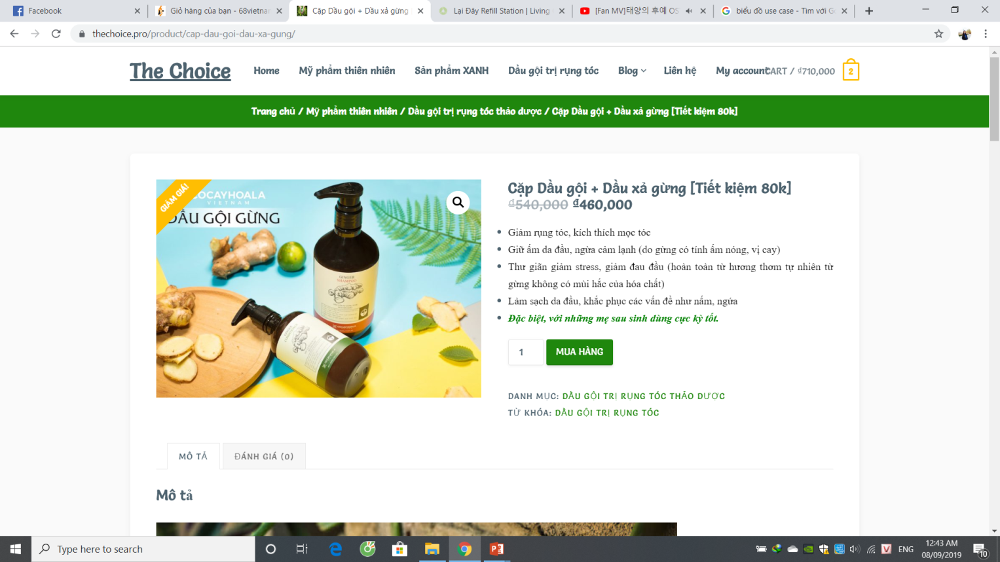 Facebook
Giỏ hàng của bạn - 68vietnar
Cặp Dầu gội + Dầu xả gừng
Lại Đây Refill Station | Living
[Fan MV]태양의 후예 OS
biểu đồ use case - Tìm với G
thechoice.pro/product/cap-dau-goi-dau-xa-gung/
The Choice
Home
Mỹ phẩm thiên nhiên
Sản phẩm XANH
Dầu gội trị rụng tóc
Blog
Liên hệ
My account
CART / ₫710,000
2
Trang chủ / Mỹ phẩm thiên nhiên / Dầu gội trị rụng tóc thảo dược / Cặp Dầu gội + Dầu xả gừng [Tiết kiệm 80k]
GIẢM GIÁ!
OCAYHOALA
VIETNAM
DẦU GỘI GỪNG
GINGER
SHAMPOO
Cặp Dầu gội + Dầu xả gừng [Tiết kiệm 80k]
₫540,000 ₫460,000
Giảm rụng tóc, kích thích mọc tóc
Giữ ấm da đầu, ngừa cảm lạnh (do gừng có tính ấm nóng, vị cay)
Thư giãn giảm stress, giảm đau đầu (hoàn toàn từ hương thơm tự nhiên từ
gừng không có mùi hắc của hóa chất)
Làm sạch da đầu, khắc phục các vấn đề như nấm, ngứa
Đặc biệt, với những mẹ sau sinh dùng cực kỳ tốt.
1
MUA HÀNG
DANH MỤC: DẦU GỘI TRỊ RỤNG TÓC THẢO DƯỢC
TỪ KHÓA: DẦU GỘI TRỊ RỤNG TÓC
MÔ TẢ
ĐÁNH GIÁ (0)
Mô tả
Type here to search
ENG
12:43 AM
08/09/2019
10